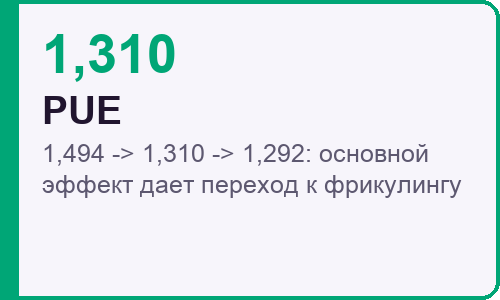 1,310
PUE
1,494 -> 1,310 -> 1,292: основной
эффект дает переход к фрикулингу